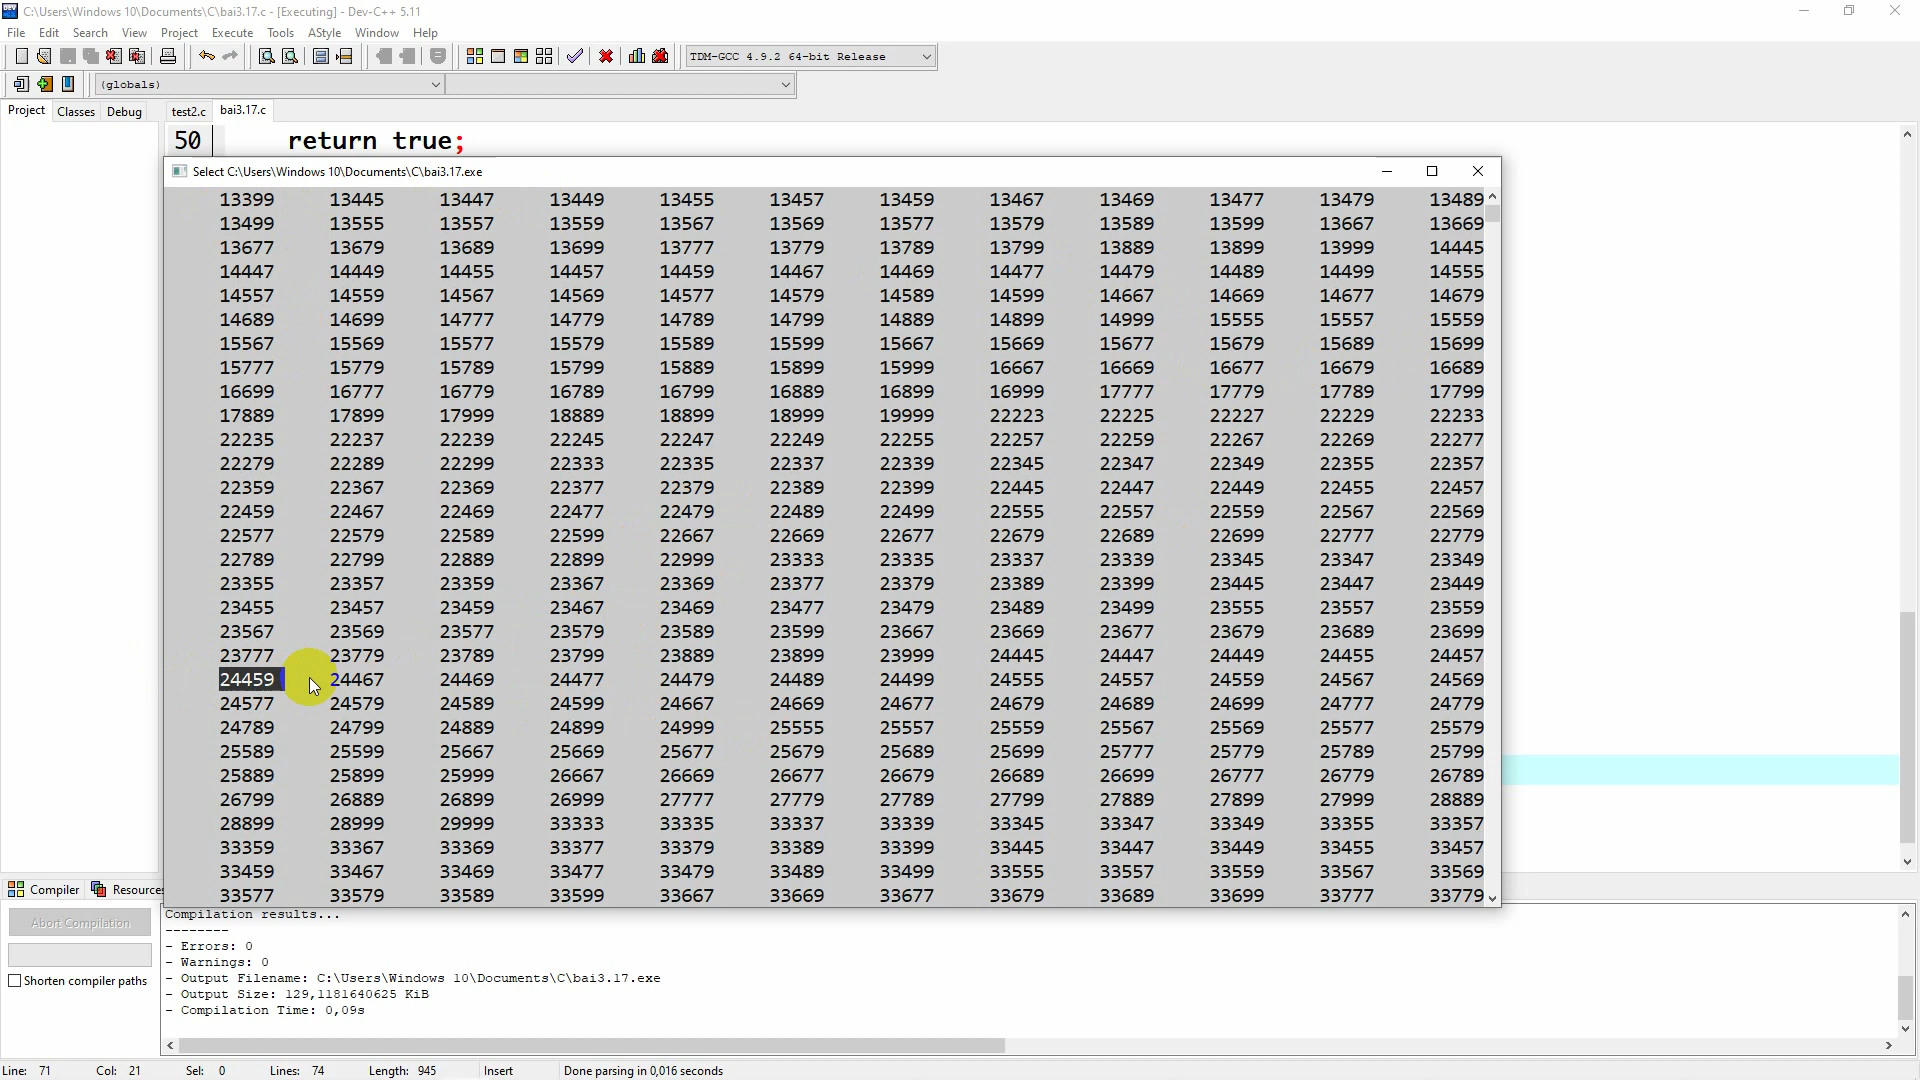 C:\Users\Windows 10\Documents\C\bai3.17.c - [Executing] - Dev-C++ 5.11
File Edit Search View Project Execute Tools AStyle Window Help
TDM-GCC 4.9.2 64-bit Release
(globals)
Project Classes Debug test2.c bai3.17.c
50 return true;
Select C:\Users\Windows 10\Documents\C\bai3.17.exe
13399 13445 13447 13449 13455 13457 13459 13467 13469 13477 13479 13489
13499 13555 13557 13559 13567 13569 13577 13579 13589 13599 13667 13669
13677 13679 13689 13699 13777 13779 13789 13799 13889 13899 13999 14445
14447 14449 14455 14457 14459 14467 14469 14477 14479 14489 14499 14555
14557 14559 14567 14569 14577 14579 14589 14599 14667 14669 14677 14679
14689 14699 14777 14779 14789 14799 14889 14899 14999 15555 15557 15559
15567 15569 15577 15579 15589 15599 15667 15669 15677 15679 15689 15699
15777 15779 15789 15799 15889 15899 15999 16667 16669 16677 16679 16689
16699 16777 16779 16789 16799 16889 16899 16999 17777 17779 17789 17799
17889 17899 17999 18889 18899 18999 19999 22223 22225 22227 22229 22233
22235 22237 22239 22245 22247 22249 22255 22257 22259 22267 22269 22277
22279 22289 22299 22333 22335 22337 22339 22345 22347 22349 22355 22357
22359 22367 22369 22377 22379 22389 22399 22445 22447 22449 22455 22457
22459 22467 22469 22477 22479 22489 22499 22555 22557 22559 22567 22569
22577 22579 22589 22599 22667 22669 22677 22679 22689 22699 22777 22779
22789 22799 22889 22899 22999 23333 23335 23337 23339 23345 23347 23349
23355 23357 23359 23367 23369 23377 23379 23389 23399 23445 23447 23449
23455 23457 23459 23467 23469 23477 23479 23489 23499 23555 23557 23559
23567 23569 23577 23579 23589 23599 23667 23669 23677 23679 23689 23699
23777 23779 23789 23799 23889 23899 23999 24445 24447 24449 24455 24457
24459 24467 24469 24477 24479 24489 24499 24555 24557 24559 24567 24569
24577 24579 24589 24599 24667 24669 24677 24679 24689 24699 24777 24779
24789 24799 24889 24899 24999 25555 25557 25559 25567 25569 25577 25579
25589 25599 25667 25669 25677 25679 25689 25699 25777 25779 25789 25799
25889 25899 25999 26667 26669 26677 26679 26689 26699 26777 26779 26789
26799 26889 26899 26999 27777 27779 27789 27799 27889 27899 27999 28889
28899 28999 29999 33333 33335 33337 33339 33345 33347 33349 33355 33357
33359 33367 33369 33377 33379 33389 33399 33445 33447 33449 33455 33457
33459 33467 33469 33477 33479 33489 33499 33555 33557 33559 33567 33569
33577 33579 33589 33599 33667 33669 33677 33679 33689 33699 33777 33779
Compiler Resources
Abort Compilation
Shorten compiler paths
Compilation results...
--------
- Errors: 0
- Warnings: 0
- Output Filename: C:\Users\Windows 10\Documents\C\bai3.17.exe
- Output Size: 129,1181640625 KiB
- Compilation Time: 0,09s
Line: 71 Col: 21 Sel: 0 Lines: 74 Length: 945 Insert Done parsing in 0,016 seconds